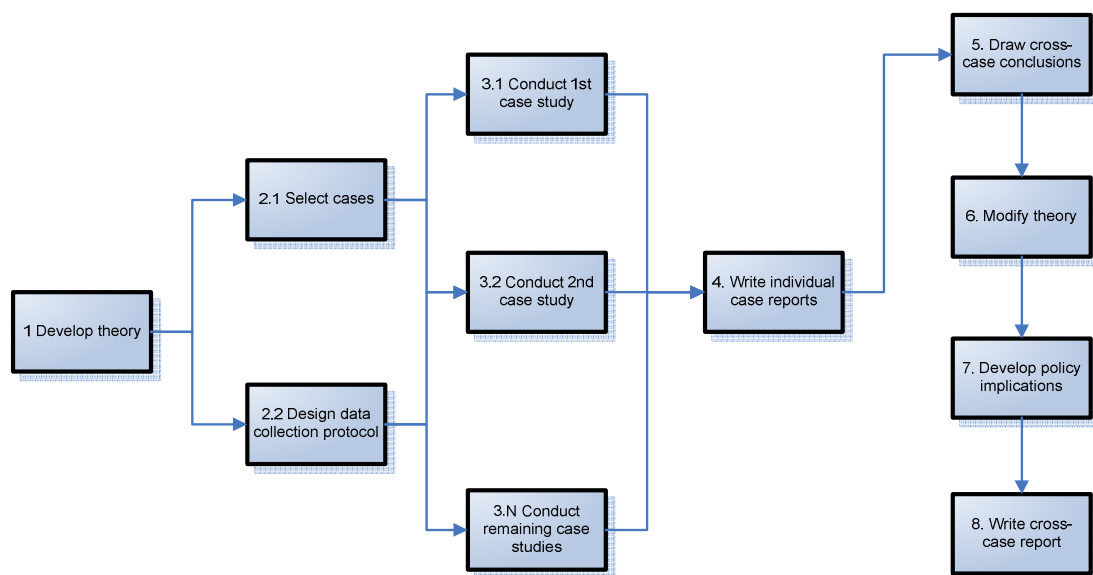 1 Develop theory
2.1 Select cases
2.2 Design data
collection protocol
3.1 Conduct 1st
case study
3.2 Conduct 2nd
case study
3.N Conduct
remaining case
studies
4. Write individual
case reports
5. Draw cross-
case conclusions
6. Modify theory
7. Develop policy
implications
8. Write cross-
case report